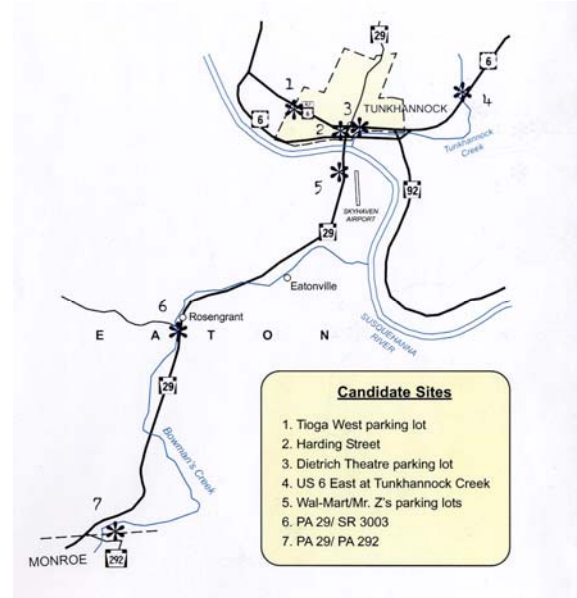 29
6
1
3
TUNKHANNOCK
4
6
2
Tunkhannock
Creek
5
92
SKYHAVEN
AIRPORT
29
Eatonville
6
Rosengrant
E A T O N
SUSQUEHANNA
RIVER
29
Bowman's Creek
7
MONROE
292
Candidate Sites
1. Tioga West parking lot
2. Harding Street
3. Dietrich Theatre parking lot
4. US 6 East at Tunkhannock Creek
5. Wal-Mart/Mr. Z's parking lots
6. PA 29/ SR 3003
7. PA 29/ PA 292